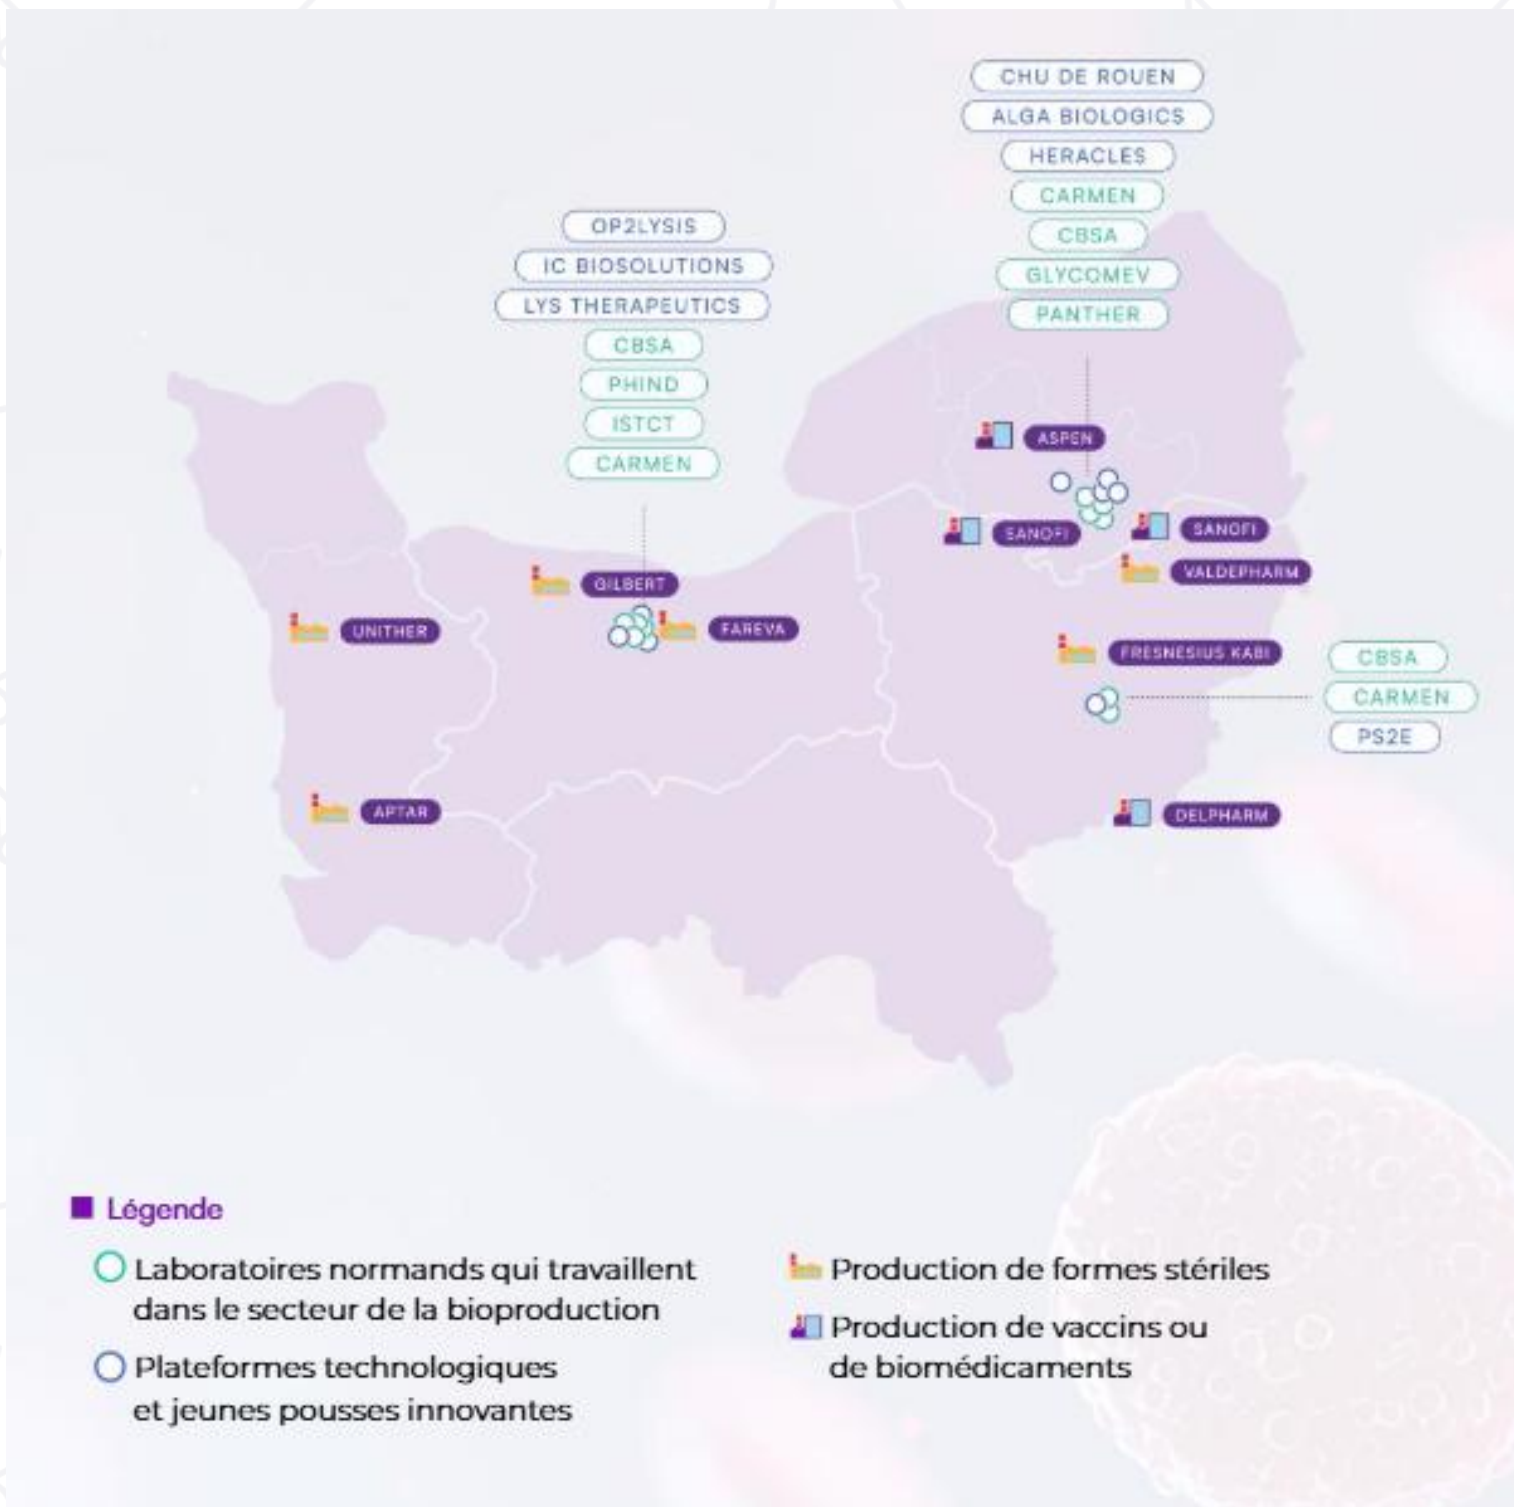 CHU DE ROUEN
ALGA BIOLOGICS
HERACLES
CARMEN
CBSA
GLYCOMEV
PANTHER
OP2LYSIS
IC BIOSOLUTIONS
LYS THERAPEUTICS
CBSA
PHIND
ISTCT
CARMEN
ASPEN
SANOFI
SANOFI
VALDEPHARM
GILBERT
UNITHER
FAREVA
FRESNESIUS KABI
CBSA
CARMEN
PS2E
APTAR
DELPHARM
Légende
Laboratoires normands qui travaillent
dans le secteur de la bioproduction
Plateformes technologiques
et jeunes pousses innovantes
Production de formes stériles
Production de vaccins ou
de biomédicaments